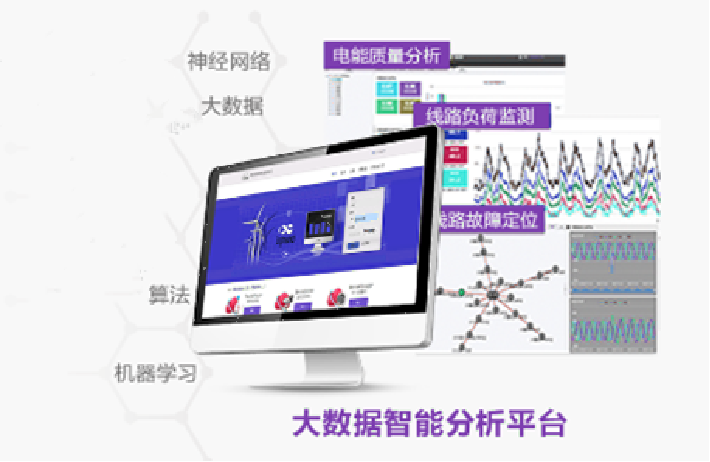 神经网络
大数据
电能质量分析
线路负荷监测
线路故障定位
算法
机器学习
大数据智能分析平台